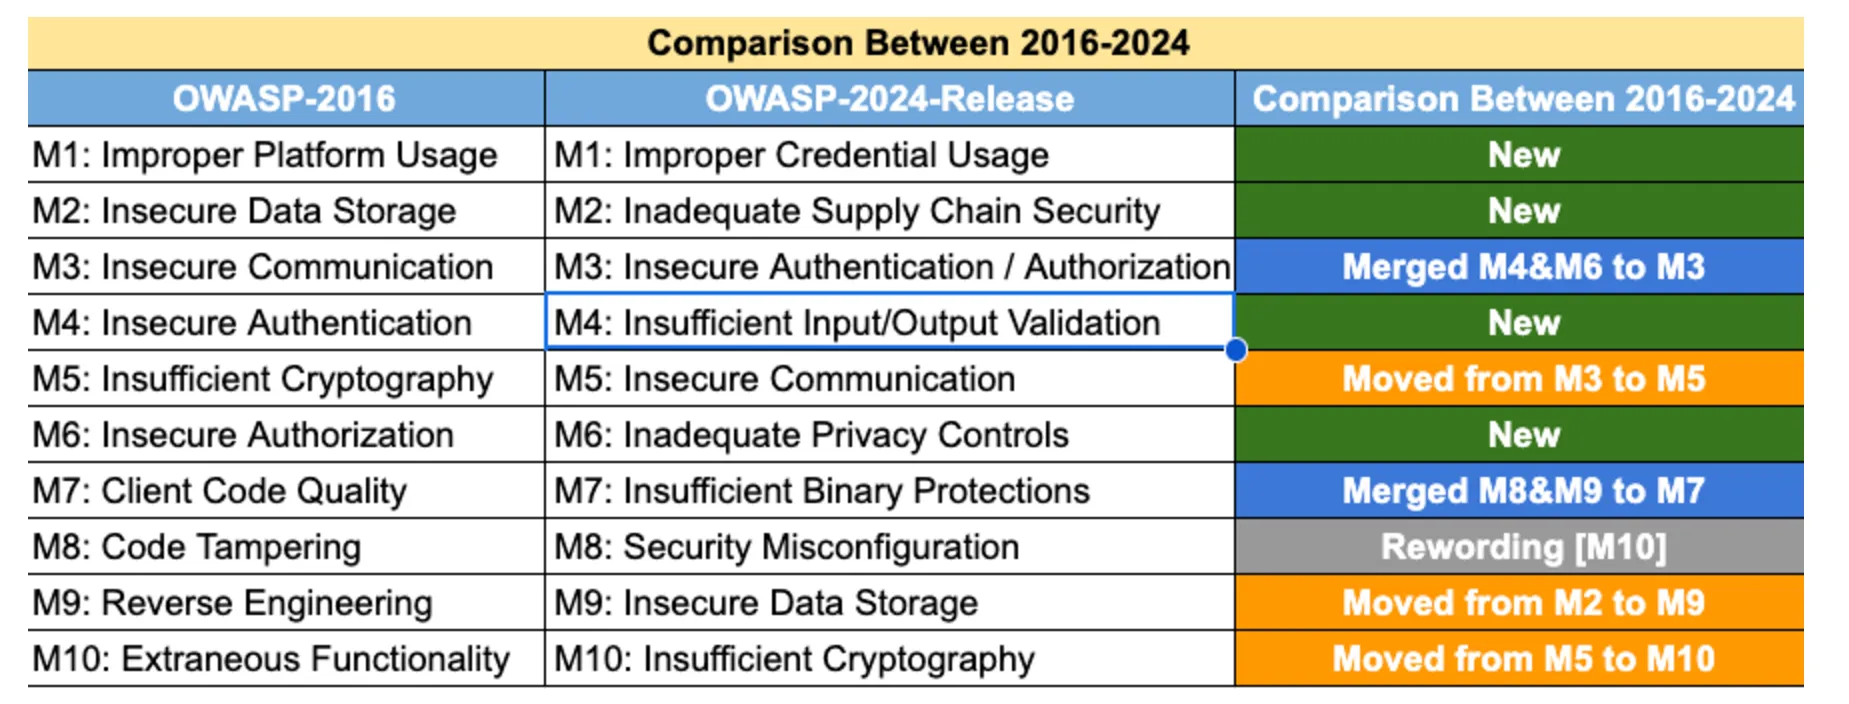 Comparison Between 2016-2024
OWASP-2016 OWASP-2024-Release Comparison Between 2016-2024
M1: Improper Platform Usage M1: Improper Credential Usage New
M2: Insecure Data Storage M2: Inadequate Supply Chain Security New
M3: Insecure Communication M3: Insecure Authentication / Authorization Merged M4&M6 to M3
M4: Insecure Authentication M4: Insufficient Input/Output Validation New
M5: Insufficient Cryptography M5: Insecure Communication Moved from M3 to M5
M6: Insecure Authorization M6: Inadequate Privacy Controls New
M7: Client Code Quality M7: Insufficient Binary Protections Merged M8&M9 to M7
M8: Code Tampering M8: Security Misconfiguration Rewording [M10]
M9: Reverse Engineering M9: Insecure Data Storage Moved from M2 to M9
M10: Extraneous Functionality M10: Insufficient Cryptography Moved from M5 to M10